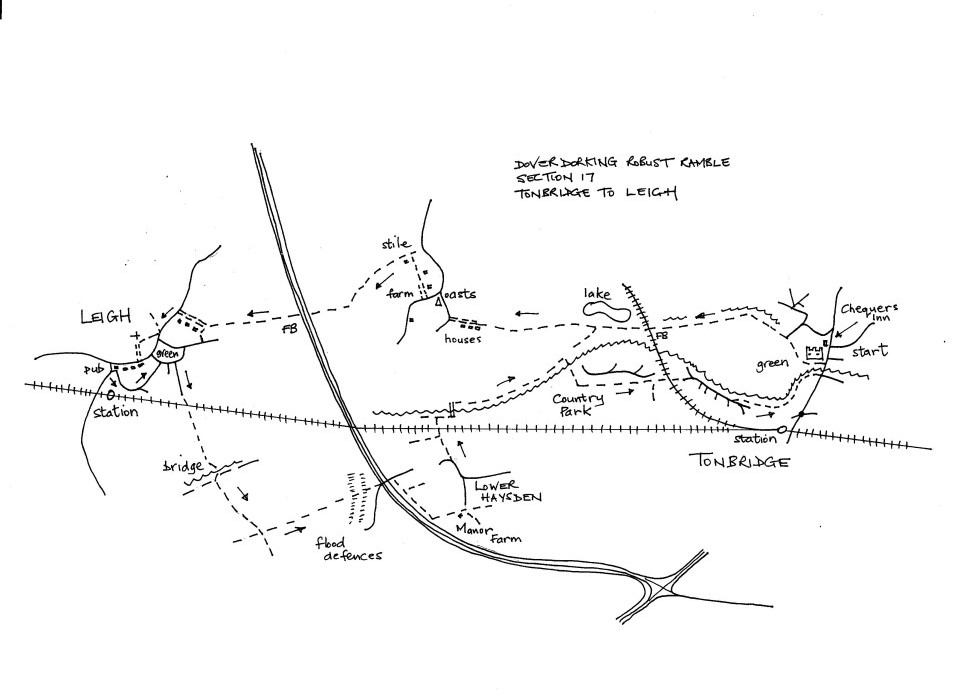 DOVER DORKING ROBUST RAMBLE
SECTION 17
TONBRIDGE TO LEIGH
stile
farm
oasts
houses
lake
Chequers
Inn
start
green
FB
FB
LEIGH
green
pub
station
Country
Park
station
TONBRIDGE
bridge
LOWER
HAYSDEN
Manor
Farm
flood
defences